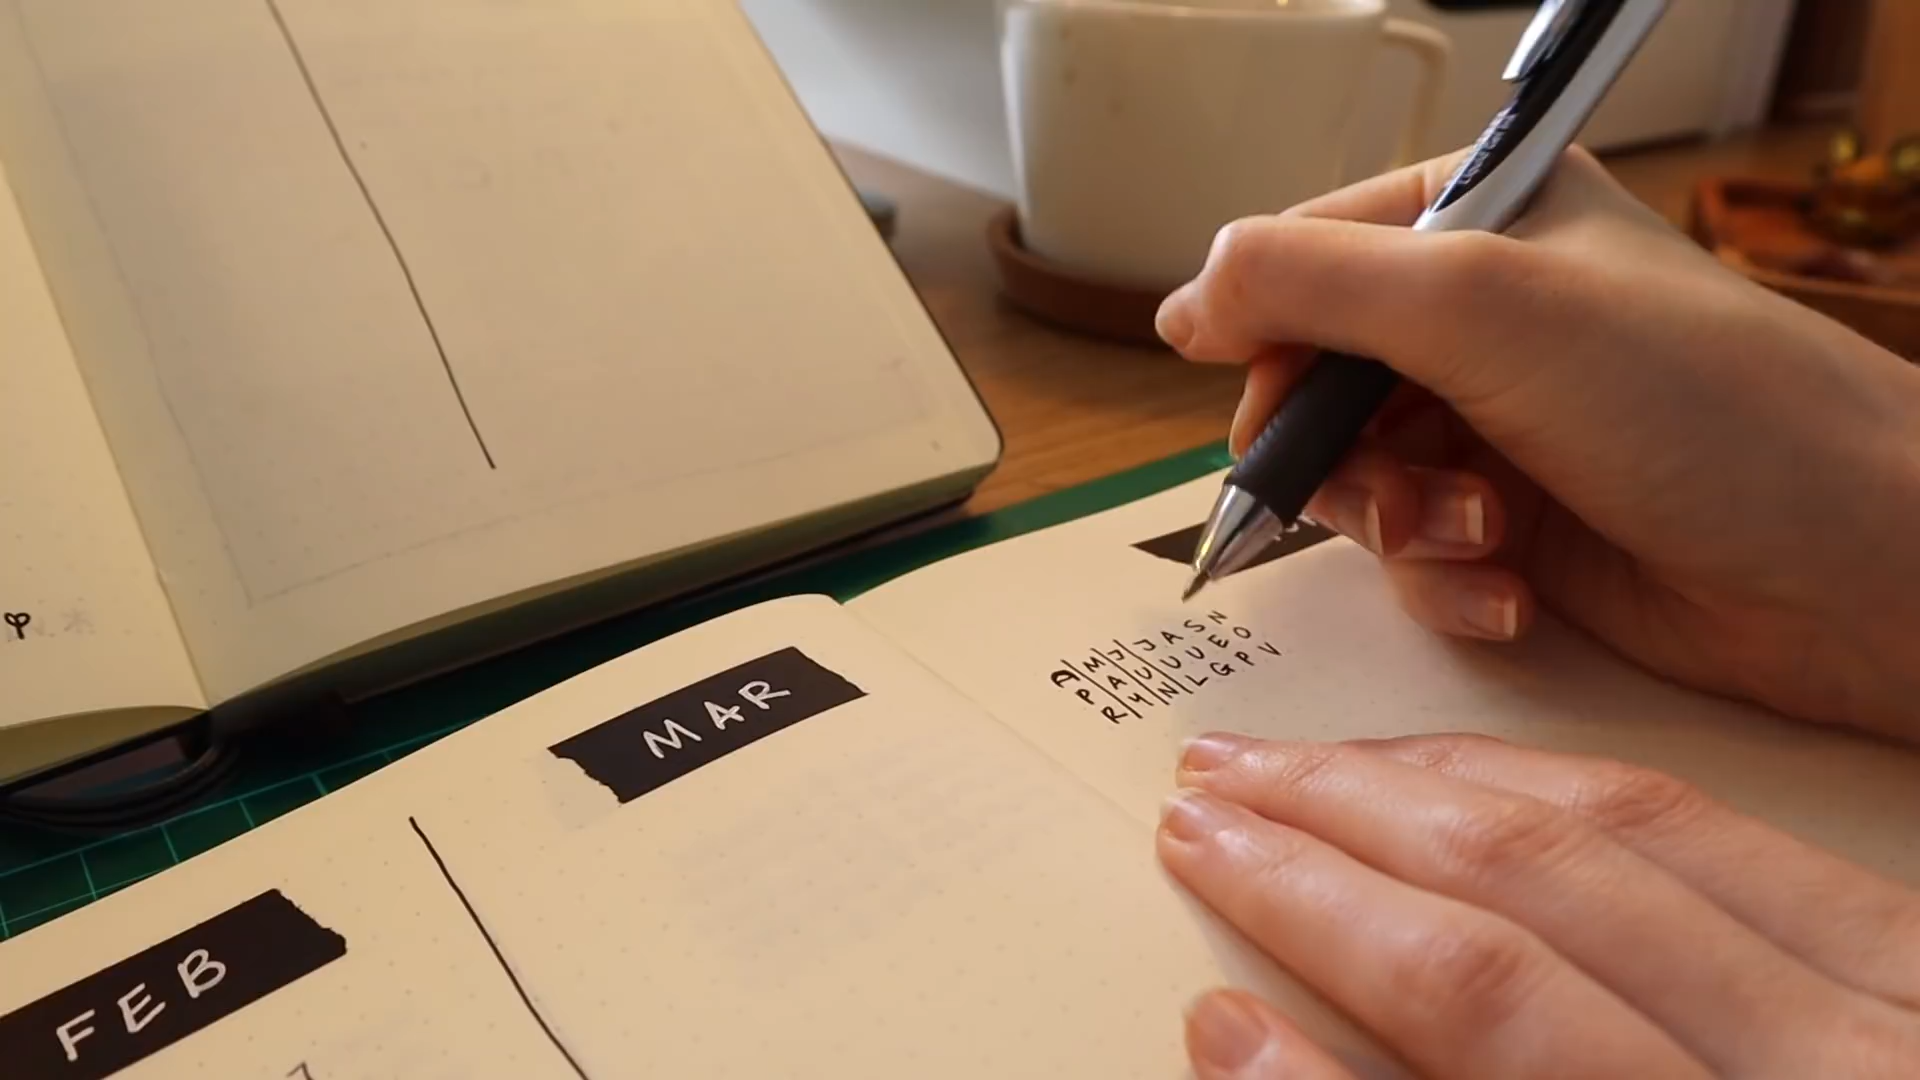 FEB
MAR
A|M|J|J A S N
P|A|U|U U E O
R|Y|N|L G P V